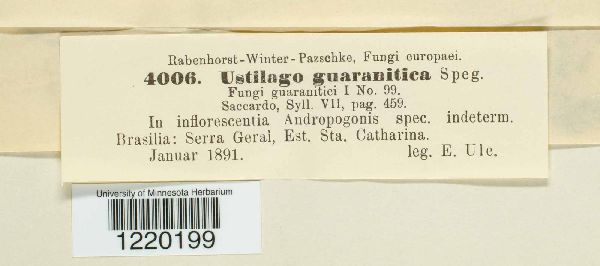 Rabenhorst-Winter-Pazschke, Fungi europaei.
4006. Ustilago guaranitica Speg.
Fungi guaranitici I No. 99.
Saccardo, Syll. VII, pag. 459.
In inflorescentia Andropogonis spec. indeterm.
Brasilia: Serra Geral, Est. Sta. Catharina.
Januar 1891. leg. E. Ule.
University of Minnesota Herbarium
1220199